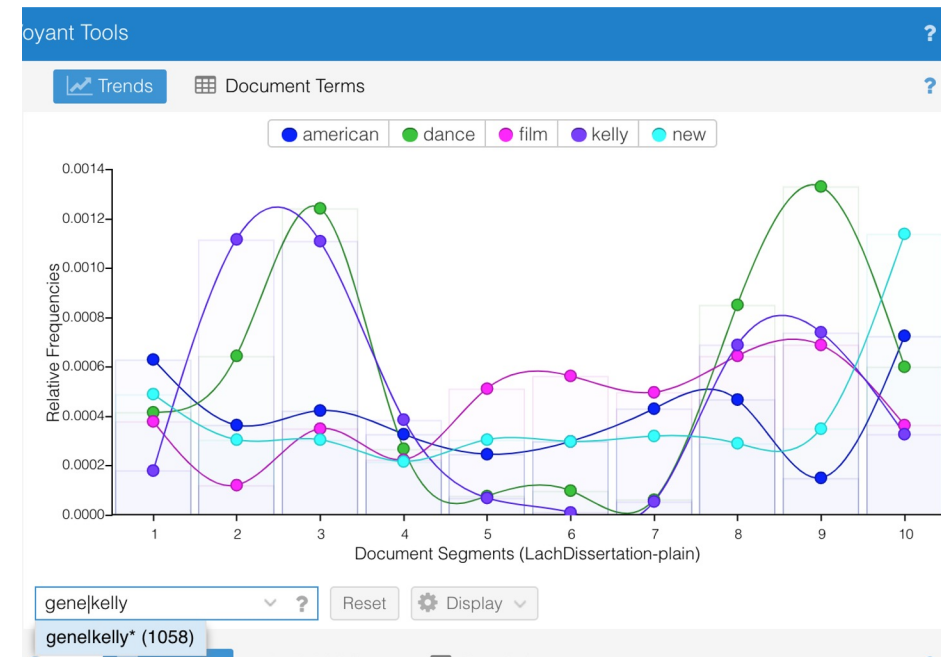 oyant Tools ?
Trends Document Terms ?
american dance film kelly new
0.0014
0.0012
0.0010
0.0008
0.0006
0.0004
0.0002
0.0000
Relative Frequencies
1 2 3 4 5 6 7 8 9 10
Document Segments (LachDissertation-plain)
gene|kelly ? Reset Display
gene|kelly* (1058)